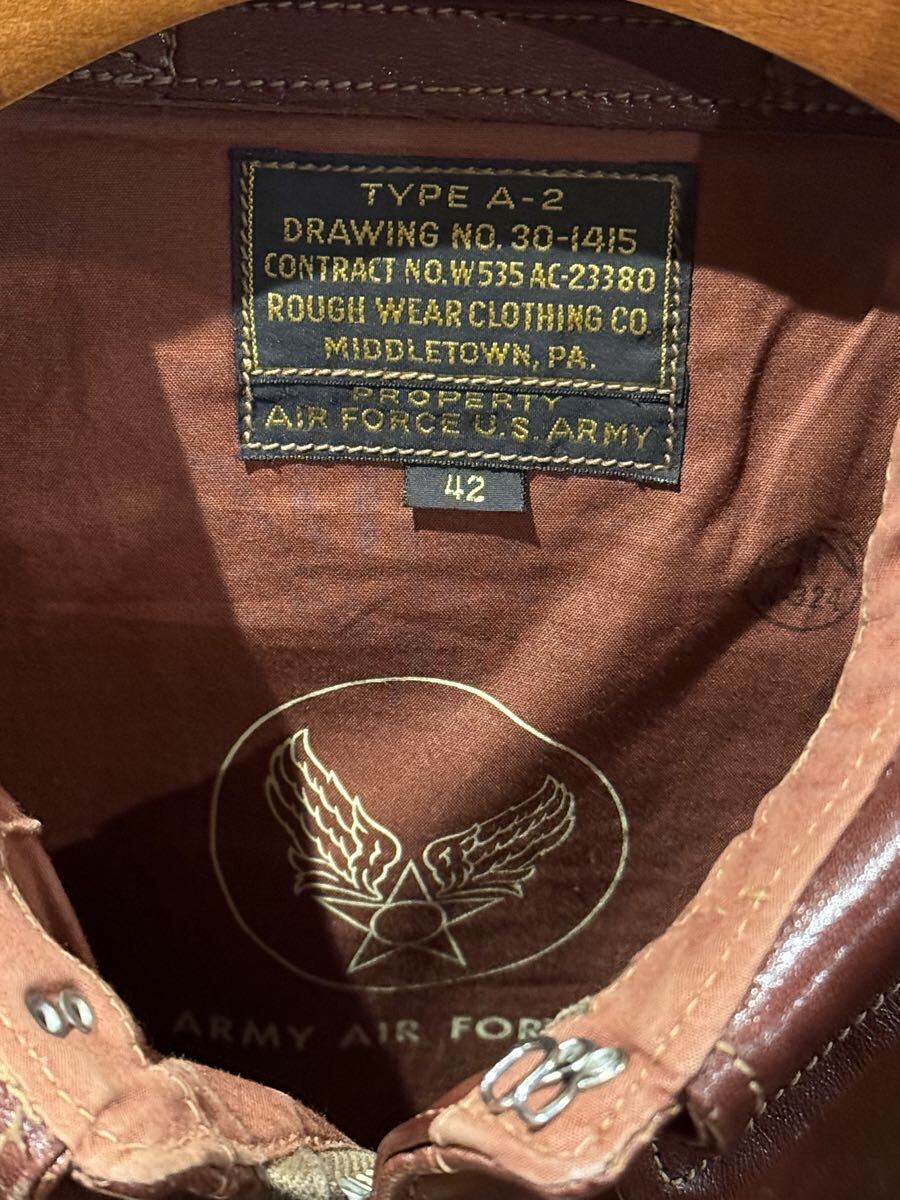 TYPE A-2
DRAWING NO. 30-1415
CONTRACT NO. W535 AC-23380
ROUGH WEAR CLOTHING CO.
MIDDLETOWN, PA.
PROPERTY
AIR FORCE U.S. ARMY
42
ARMY AIR FOR